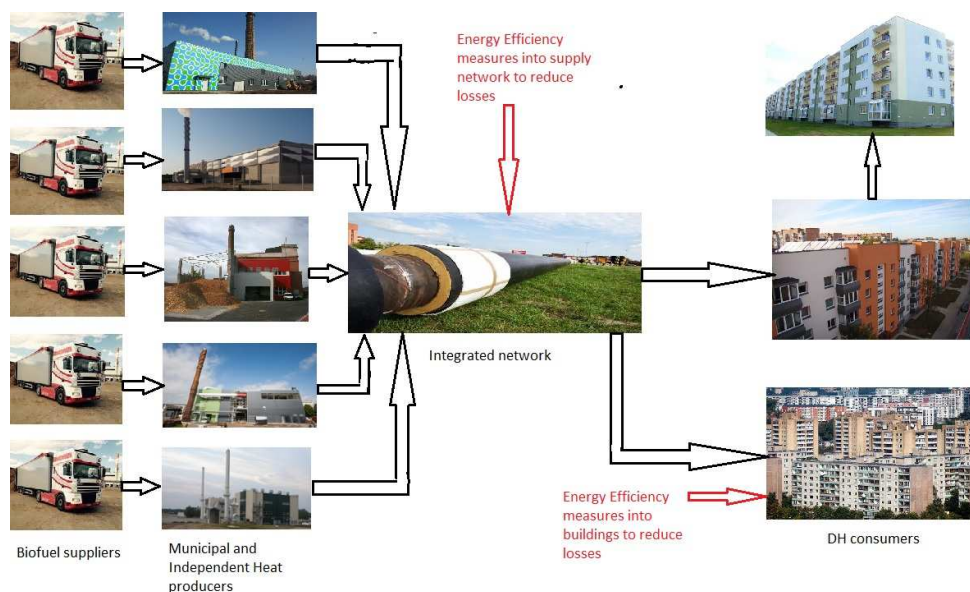 Energy Efficiency
measures into supply
network to reduce
losses
Integrated network
Energy Efficiency
measures into
buildings to reduce
losses
Biofuel suppliers
Municipal and
Independent Heat
producers
DH consumers